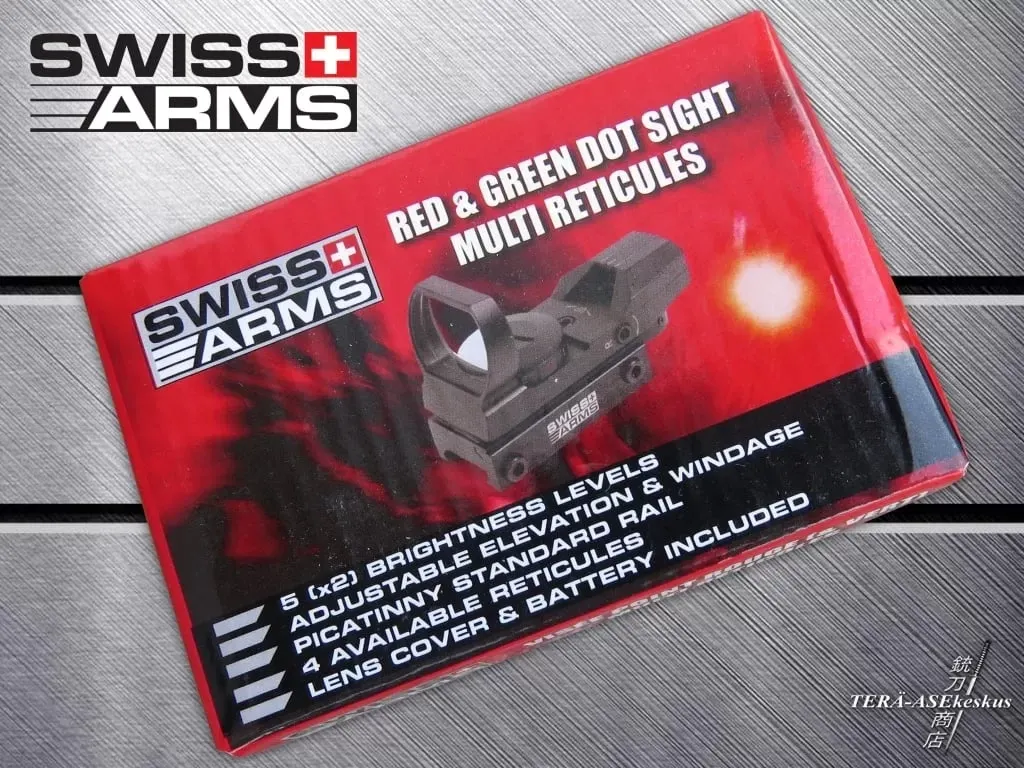 SWISS
ARMS
RED & GREEN DOT SIGHT
MULTI RETICULES
SWISS
ARMS
SWISS
ARMS
5 (x2) BRIGHTNESS LEVELS
ADJUSTABLE ELEVATION & WINDAGE
PICATINNY STANDARD RAIL
4 AVAILABLE RETICULES
LENS COVER & BATTERY INCLUDED
銃刀商店
TERÄ-ASEkeskus